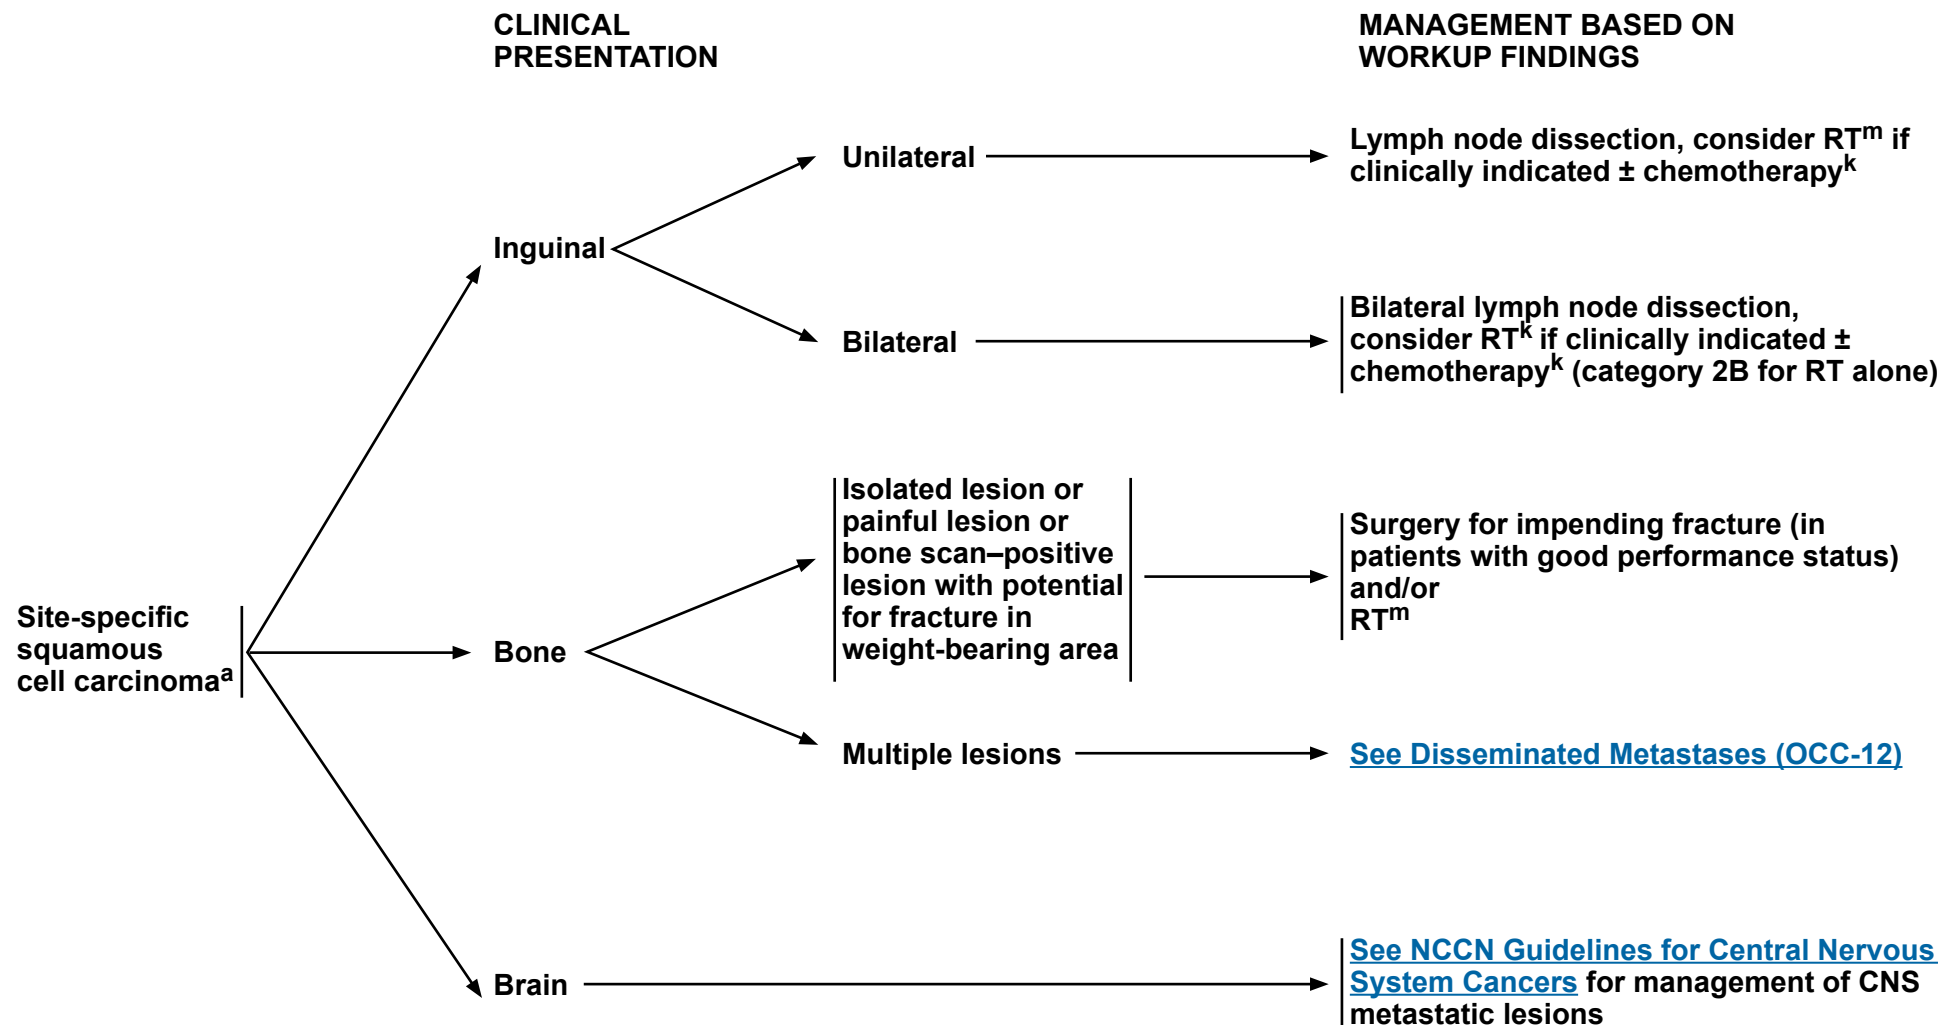 CLINICAL
PRESENTATION
MANAGEMENT BASED ON
WORKUP FINDINGS
Unilateral
Lymph node dissection, consider RTm if
clinically indicated ± chemotherapyk
Inguinal
Bilateral
Bilateral lymph node dissection,
consider RTk if clinically indicated ±
chemotherapyk (category 2B for RT alone)
Site-specific
squamous
cell carcinomaa
Bone
Isolated lesion or
painful lesion or
bone scan–positive
lesion with potential
for fracture in
weight-bearing area
Surgery for impending fracture (in
patients with good performance status)
and/or
RTm
Multiple lesions
See Disseminated Metastases (OCC-12)
Brain
See NCCN Guidelines for Central Nervous
System Cancers for management of CNS
metastatic lesions